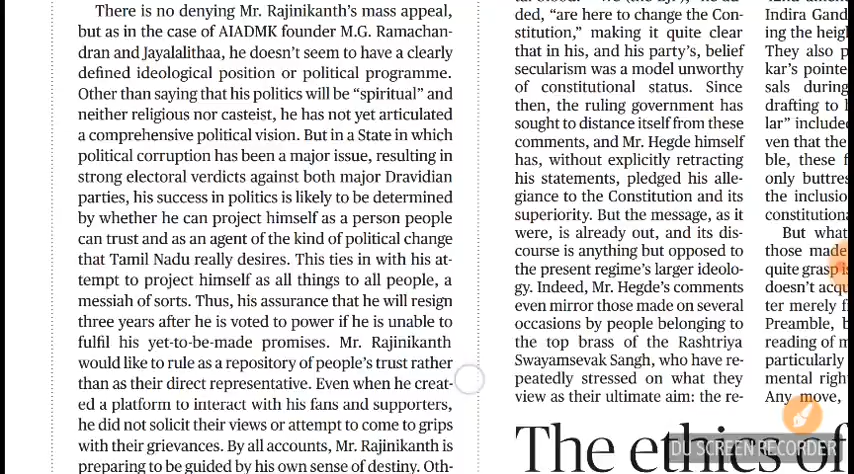 There is no denying Mr. Rajinikanth's mass appeal,
but as in the case of AIADMK founder M.G. Ramachan-
dran and Jayalalithaa, he doesn't seem to have a clearly
defined ideological position or political programme.
Other than saying that his politics will be "spiritual" and
neither religious nor casteist, he has not yet articulated
a comprehensive political vision. But in a State in which
political corruption has been a major issue, resulting in
strong electoral verdicts against both major Dravidian
parties, his success in politics is likely to be determined
by whether he can project himself as a person people
can trust and as an agent of the kind of political change
that Tamil Nadu really desires. This ties in with his at-
tempt to project himself as all things to all people, a
messiah of sorts. Thus, his assurance that he will resign
three years after he is voted to power if he is unable to
fulfil his yet-to-be-made promises. Mr. Rajinikanth
would like to rule as a repository of people's trust rather
than as their direct representative. Even when he creat-
ed a platform to interact with his fans and supporters,
he did not solicit their views or attempt to come to grips
with their grievances. By all accounts, Mr. Rajinikanth is
preparing to be guided by his own sense of destiny. Oth-
ded, "are here to change the Con-
stitution," making it quite clear
that in his, and his party's, belief
secularism was a model unworthy
of constitutional status. Since
then, the ruling government has
sought to distance itself from these
comments, and Mr. Hegde himself
has, without explicitly retracting
his statements, pledged his alle-
giance to the Constitution and its
superiority. But the message, as it
were, is already out, and its dis-
course is anything but opposed to
the present regime's larger ideolo-
gy. Indeed, Mr. Hegde's comments
even mirror those made on several
occasions by people belonging to
the top brass of the Rashtriya
Swayamsevak Sangh, who have re-
peatedly stressed on what they
view as their ultimate aim: the re-
Indira Gand
ing the heigh
They also p
kar's pointe
sals during
drafting to
lar" include
ven that the
ble, these f
only buttres
the inclusio
constitutiona
But what
those made
quite grasp
doesn't acqu
ter merely f
Preamble, b
reading of m
particularly
mental righ
Any move,
The ethics of
DU SCREEN RECORDER